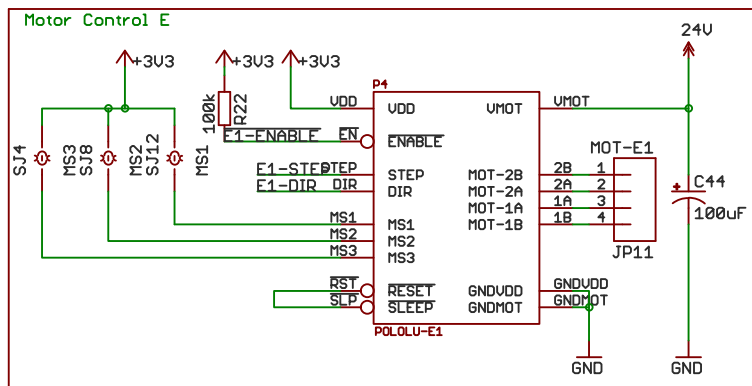 Motor Control E
24V
+3V3 +3V3 +3V3
P4
100k
R22
VDD VDD VMOT VMOT
E1-ENABLE EN ENABLE
SJ4 MS3 SJ8 MS2 SJ12 MS1
MOT-E1
E1-STEP STEP STEP MOT-2B 2B 1
E1-DIR DIR DIR MOT-2A 2A 2
MOT-1A 1A 3
MS1 MS1 MOT-1B 1B 4
C44
100uF
MS2 MS2
MS3 MS3
JP11
RST RESET GNDVDD GNDVDD
SLP SLEEP GNDMOT GNDMOT
POLOLU-E1
GND GND